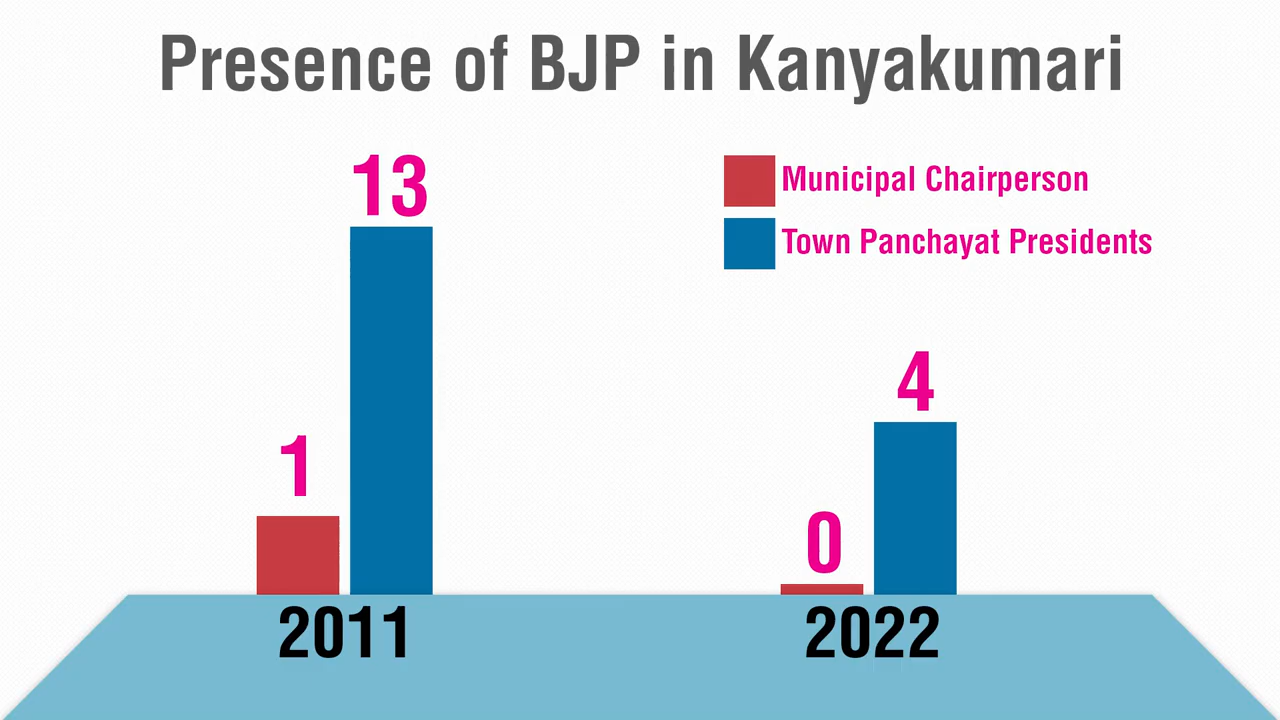 Presence of BJP in Kanyakumari
13
Municipal Chairperson
Town Panchayat Presidents
4
1
0
2011
2022